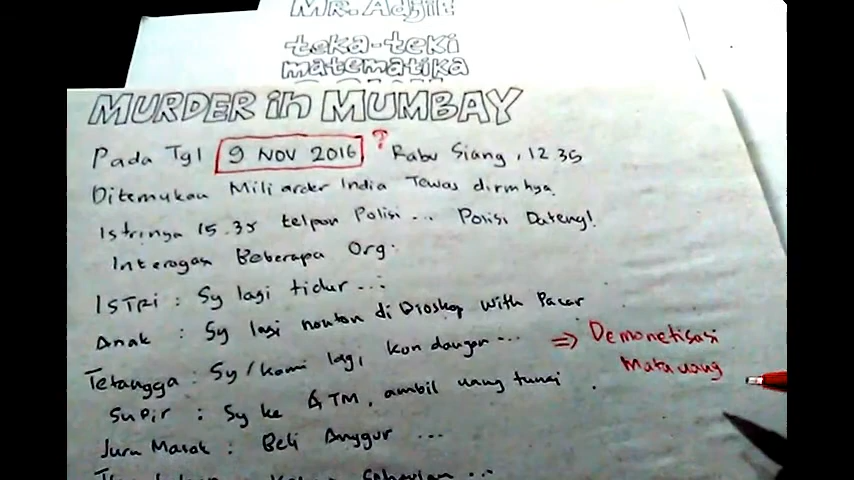 MR. Adjie
teka-teki
matematika
MURDER in MUMBAY
Pada Tgl 9 NOV 2016 ? Rabu Siang, 12.35
Ditemukan Miliarder India Tewas dirmhya
Istrinya 15.35 telpon Polisi... Polisi Dateng!
Interogasi Beberapa Org.
ISTRI : Sy lagi tidur...
Anak : Sy lagi nonton di Bioskop with Pacar
Tetangga : Sy/kami lagi kondangan... => Demonetisasi
Mata uang
Supir : Sy ke ATM, ambil uang tunai
Juru Masak : Beli Anggur ...